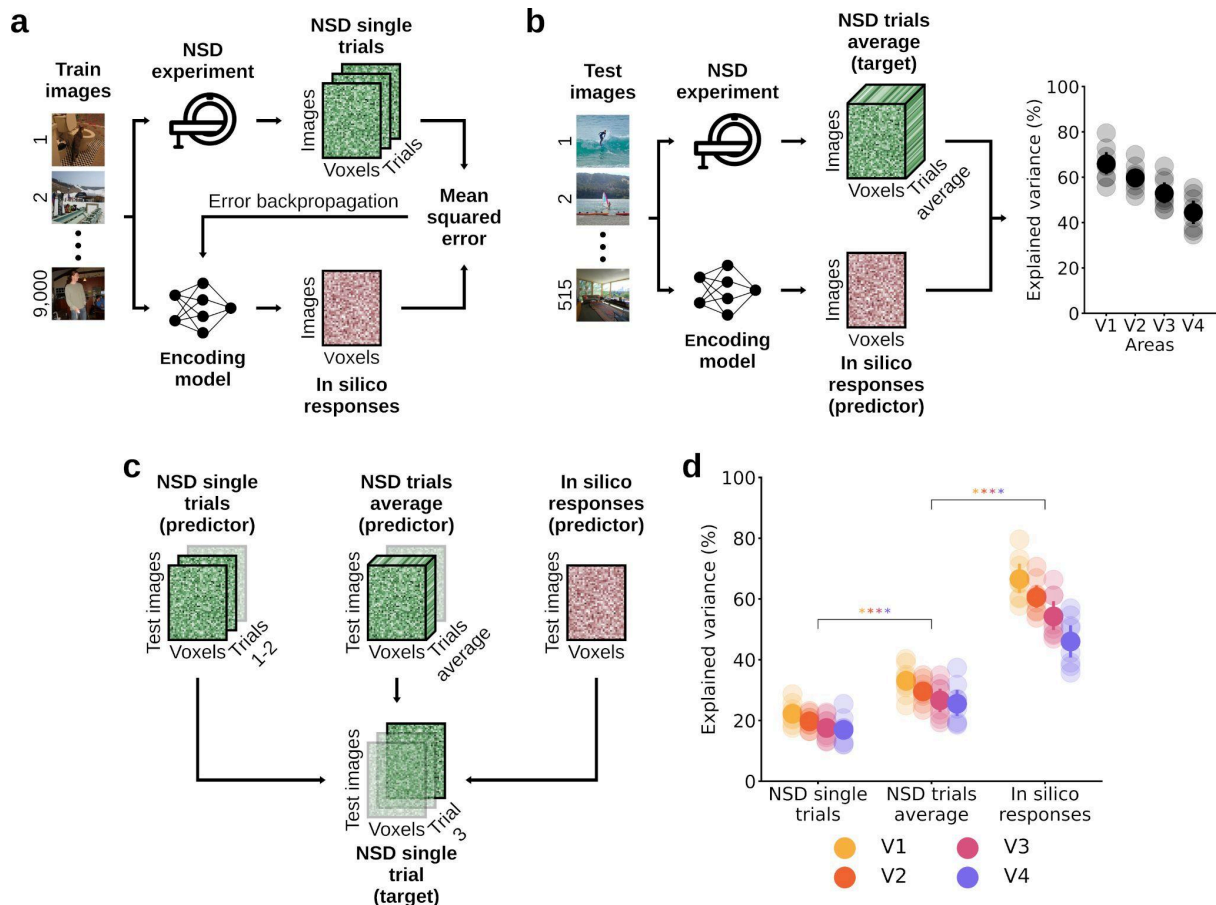 a
Train
images
1
2
9,000
NSD
experiment
NSD single
trials
Images
Voxels
Trials
Error backpropagation
Mean
squared
error
Encoding
model
Images
Voxels
In silico
responses
b
Test
images
1
2
515
NSD
experiment
NSD trials
average
(target)
Images
Voxels
Trials
average
Encoding
model
Images
Voxels
In silico
responses
(predictor)
Explained variance (%)
100
80
60
40
20
0
V1 V2 V3 V4
Areas
c
NSD single
trials
(predictor)
Test images
Voxels
Trials
1-2
NSD trials
average
(predictor)
Test images
Voxels
Trials
average
In silico
responses
(predictor)
Test images
Voxels
Test images
Voxels
Trial
3
NSD single
trial
(target)
d
Explained variance (%)
100
80
60
40
20
0
****
****
NSD single
trials
NSD trials
average
In silico
responses
V1
V2
V3
V4